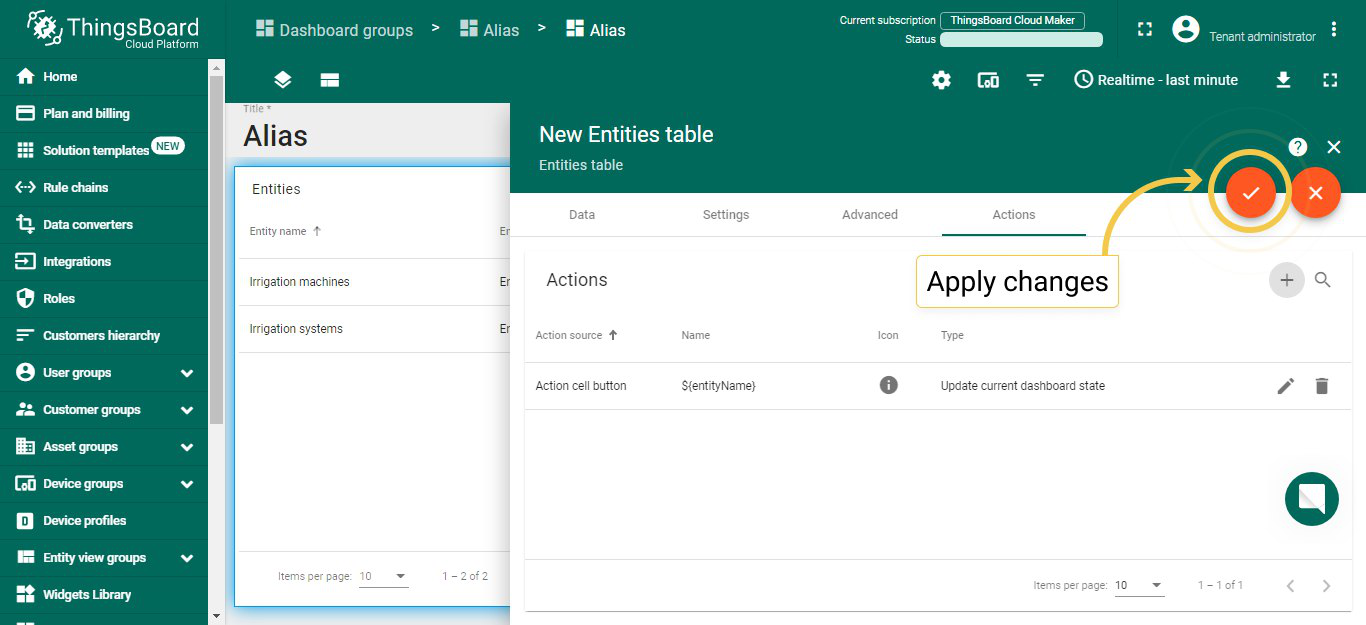 ThingsBoard
Cloud Platform
Dashboard groups > Alias > Alias
Current subscription ThingsBoard Cloud Maker
Status
Tenant administrator
Home
Plan and billing
Solution templates NEW
Rule chains
Data converters
Integrations
Roles
Customers hierarchy
User groups
Customer groups
Asset groups
Device groups
D Device profiles
Entity view groups
Widgets Library
Realtime - last minute
Title *
Alias
Entities
Entity name
En
Irrigation machines
En
Irrigation systems
En
Items per page: 10
1 – 2 of 2
New Entities table
Entities table
?
Data
Settings
Advanced
Actions
Apply changes
Actions
Action source
Name
Icon
Type
Action cell button
${entityName}
Update current dashboard state
Items per page: 10
1 – 1 of 1